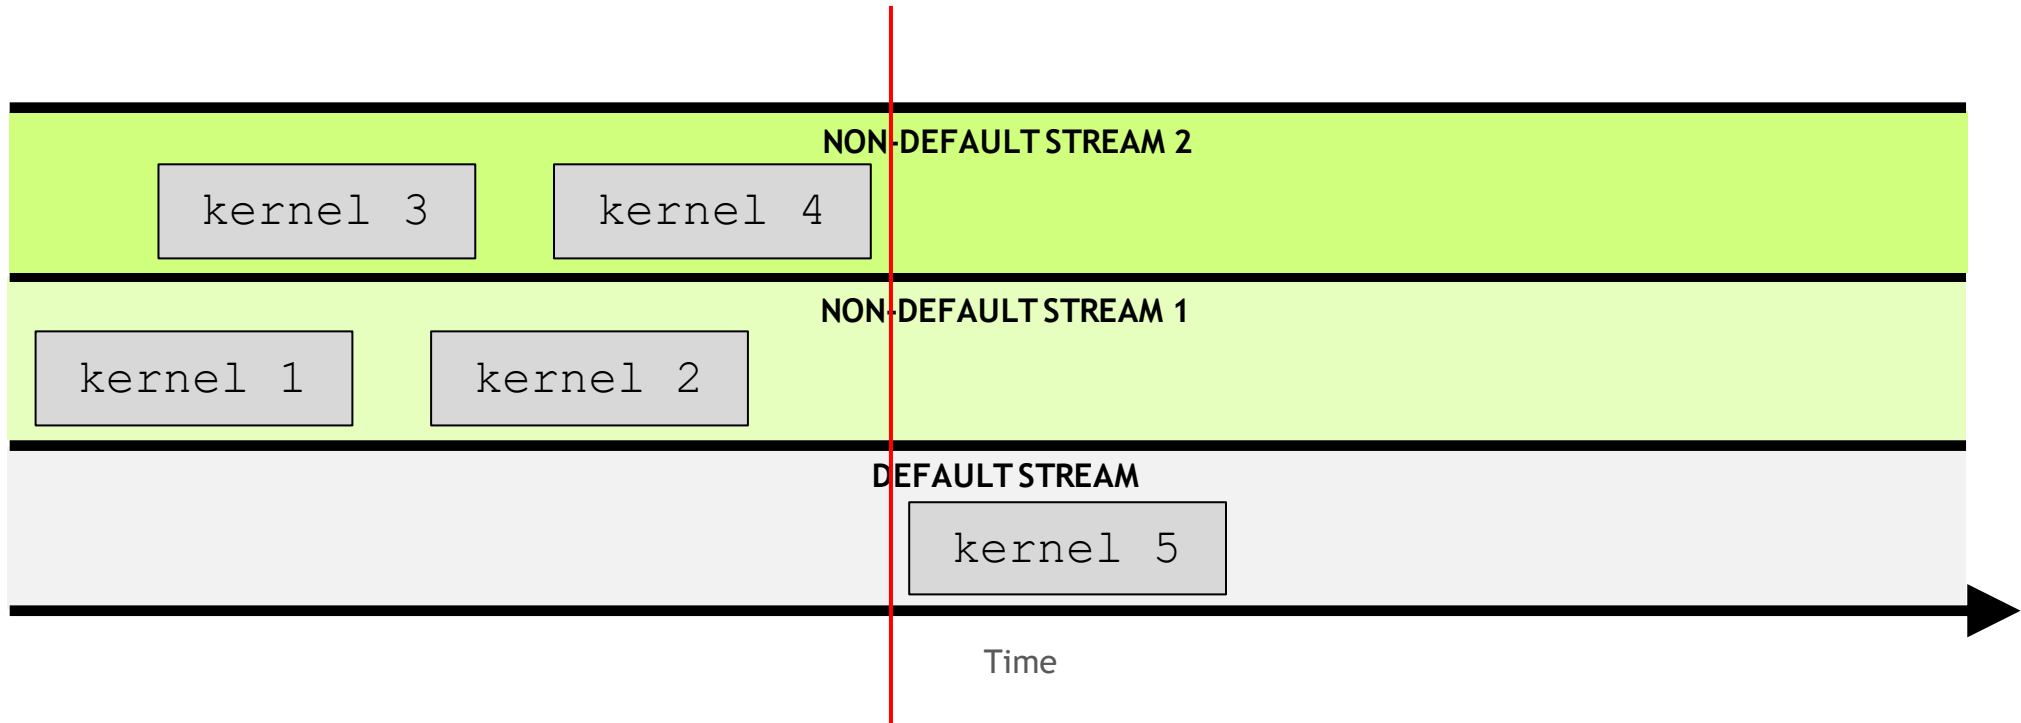 NON-DEFAULT STREAM 2
kernel 3
kernel 4
NON-DEFAULT STREAM 1
kernel 1
kernel 2
DEFAULT STREAM
kernel 5
Time